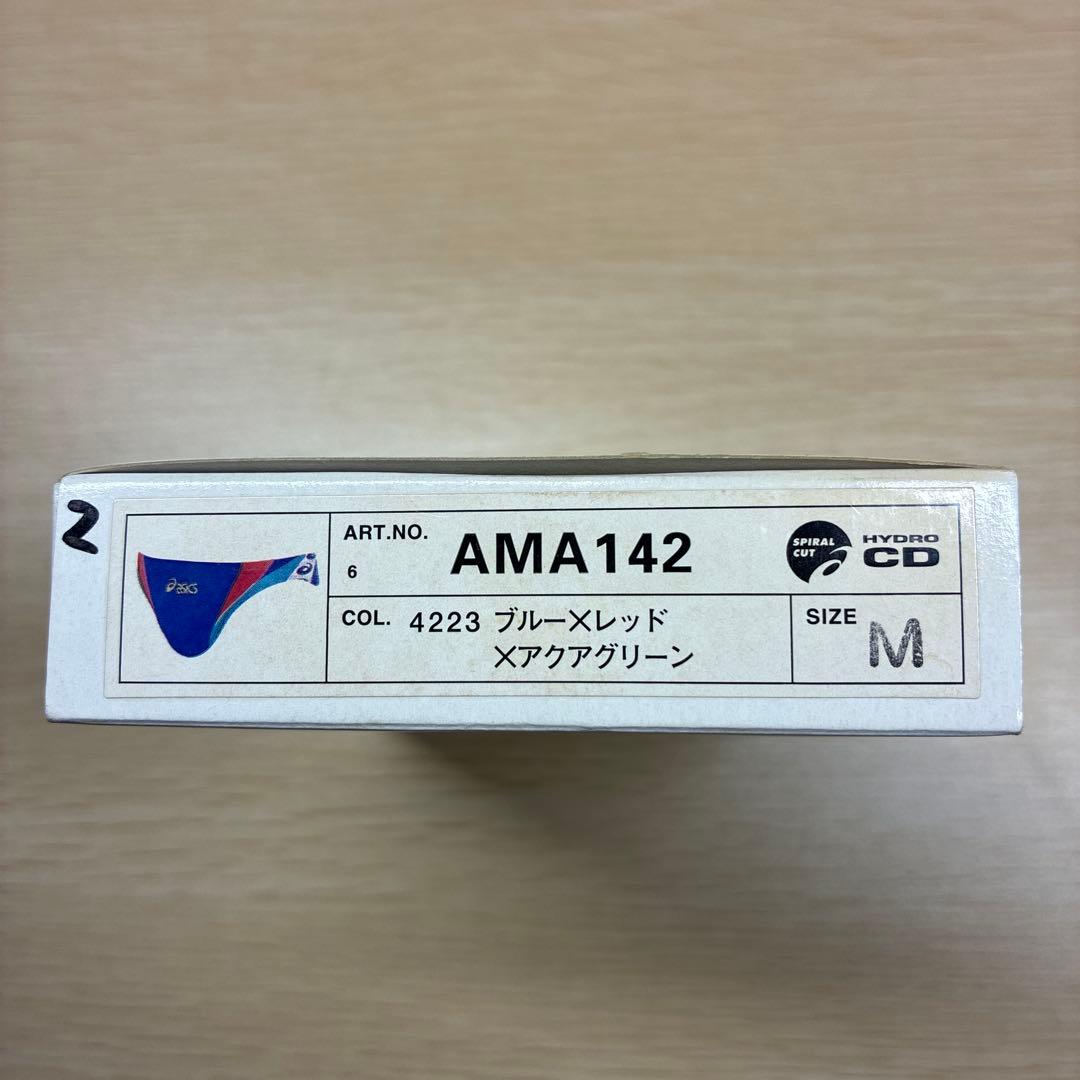 2
ART.NO.
6
AMA142
SPIRAL
CUT
HYDRO
CD
asics
COL. 4223 ブルー×レッド
×アクアグリーン
SIZE
M